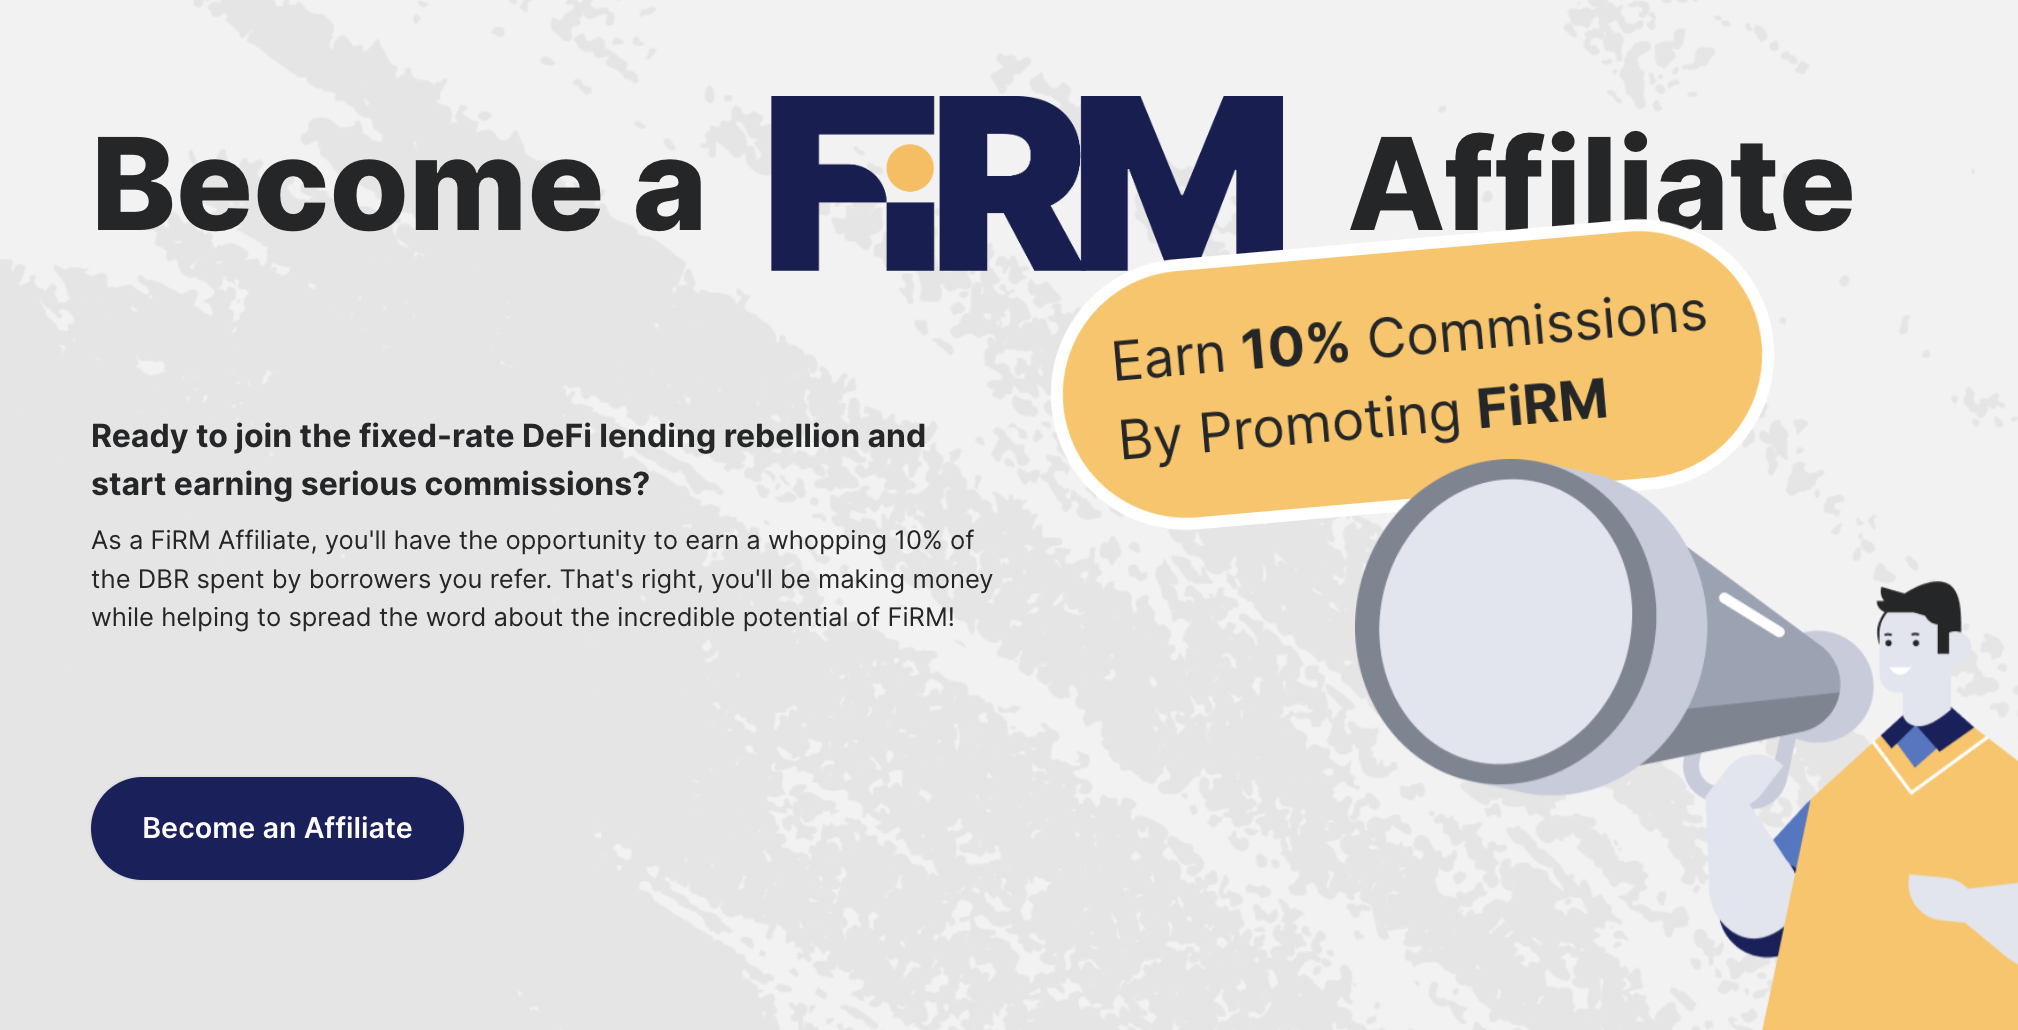 Become a FiRM Affiliate
Earn 10% Commissions
By Promoting FiRM
Ready to join the fixed-rate DeFi lending rebellion and
start earning serious commissions?
As a FiRM Affiliate, you'll have the opportunity to earn a whopping 10% of
the DBR spent by borrowers you refer. That's right, you'll be making money
while helping to spread the word about the incredible potential of FiRM!
Become an Affiliate